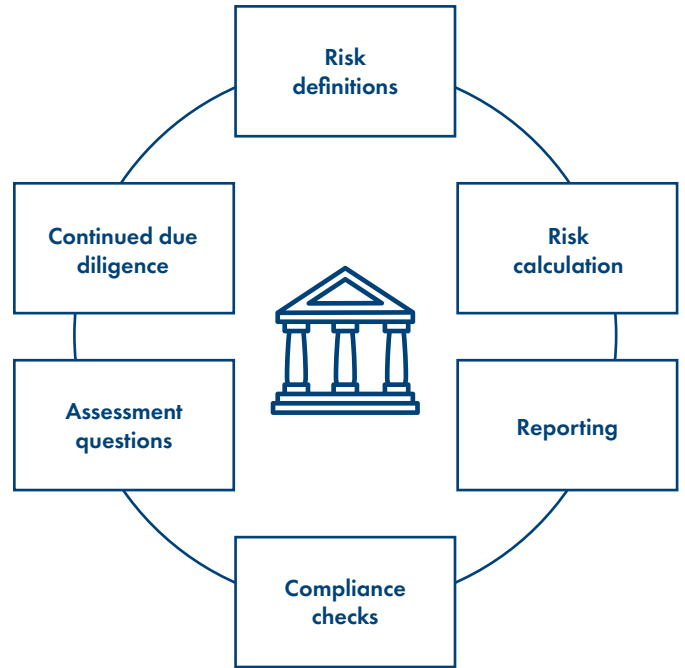 Risk
definitions
Continued due
diligence
Risk
calculation
Assessment
questions
Reporting
Compliance
checks